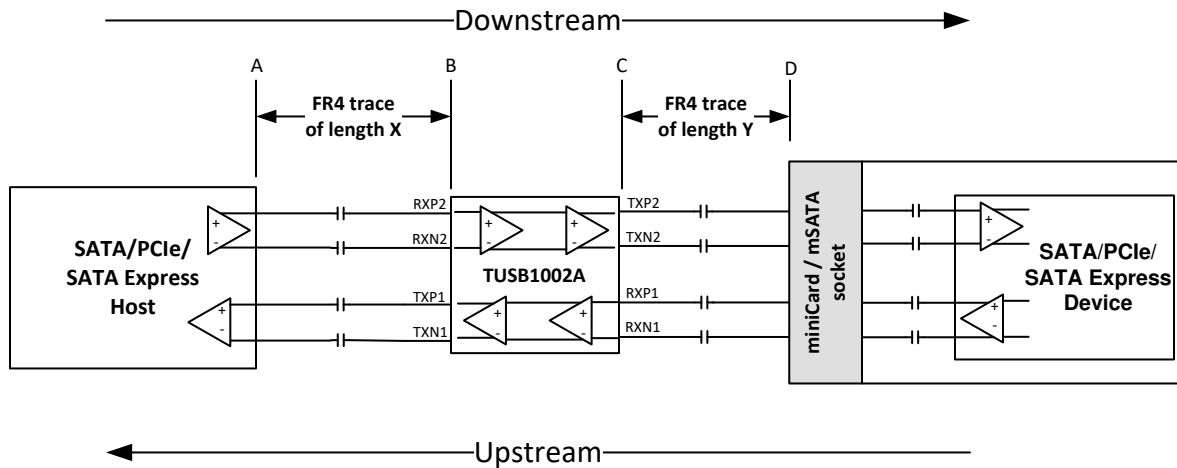 Downstream
A
B
C
D
FR4 trace
of length X
FR4 trace
of length Y
RXP2
TXP2
RXN2
TXN2
SATA/PCIe/
SATA Express
Host
TUSB1002A
TXP1
RXP1
TXN1
RXN1
miniCard / mSATA
socket
SATA/PCIe/
SATA Express
Device
+
-
+
-
+
-
+
-
+
-
+
-
+
-
+
-
Upstream